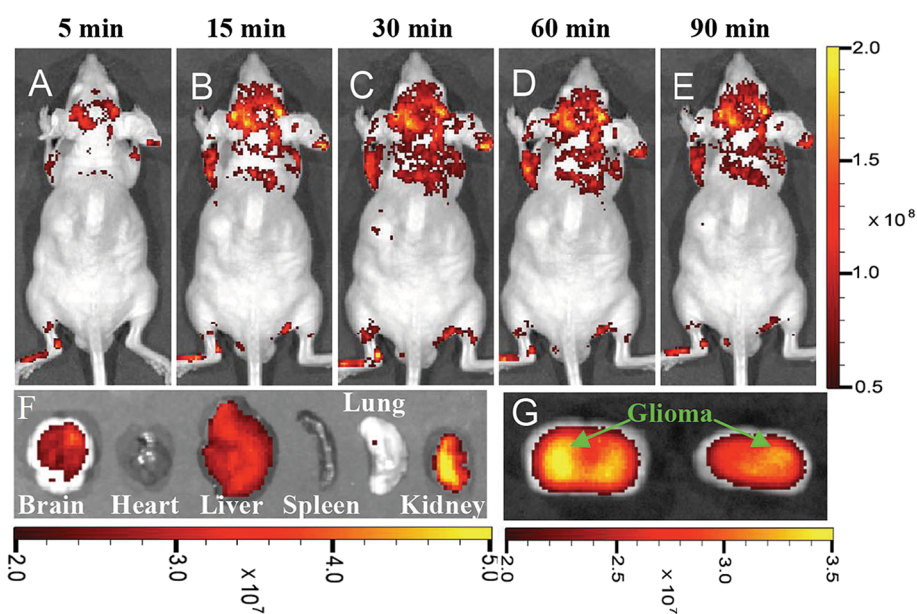 5 min 15 min 30 min 60 min 90 min
A B C D E
2.0
1.5
x 10⁸
1.0
0.5
F Lung G Glioma
Brain Heart Liver Spleen Kidney
2.0 3.0 x 10⁷ 4.0 5.0
2.0 2.5 x 10⁷ 3.0 3.5